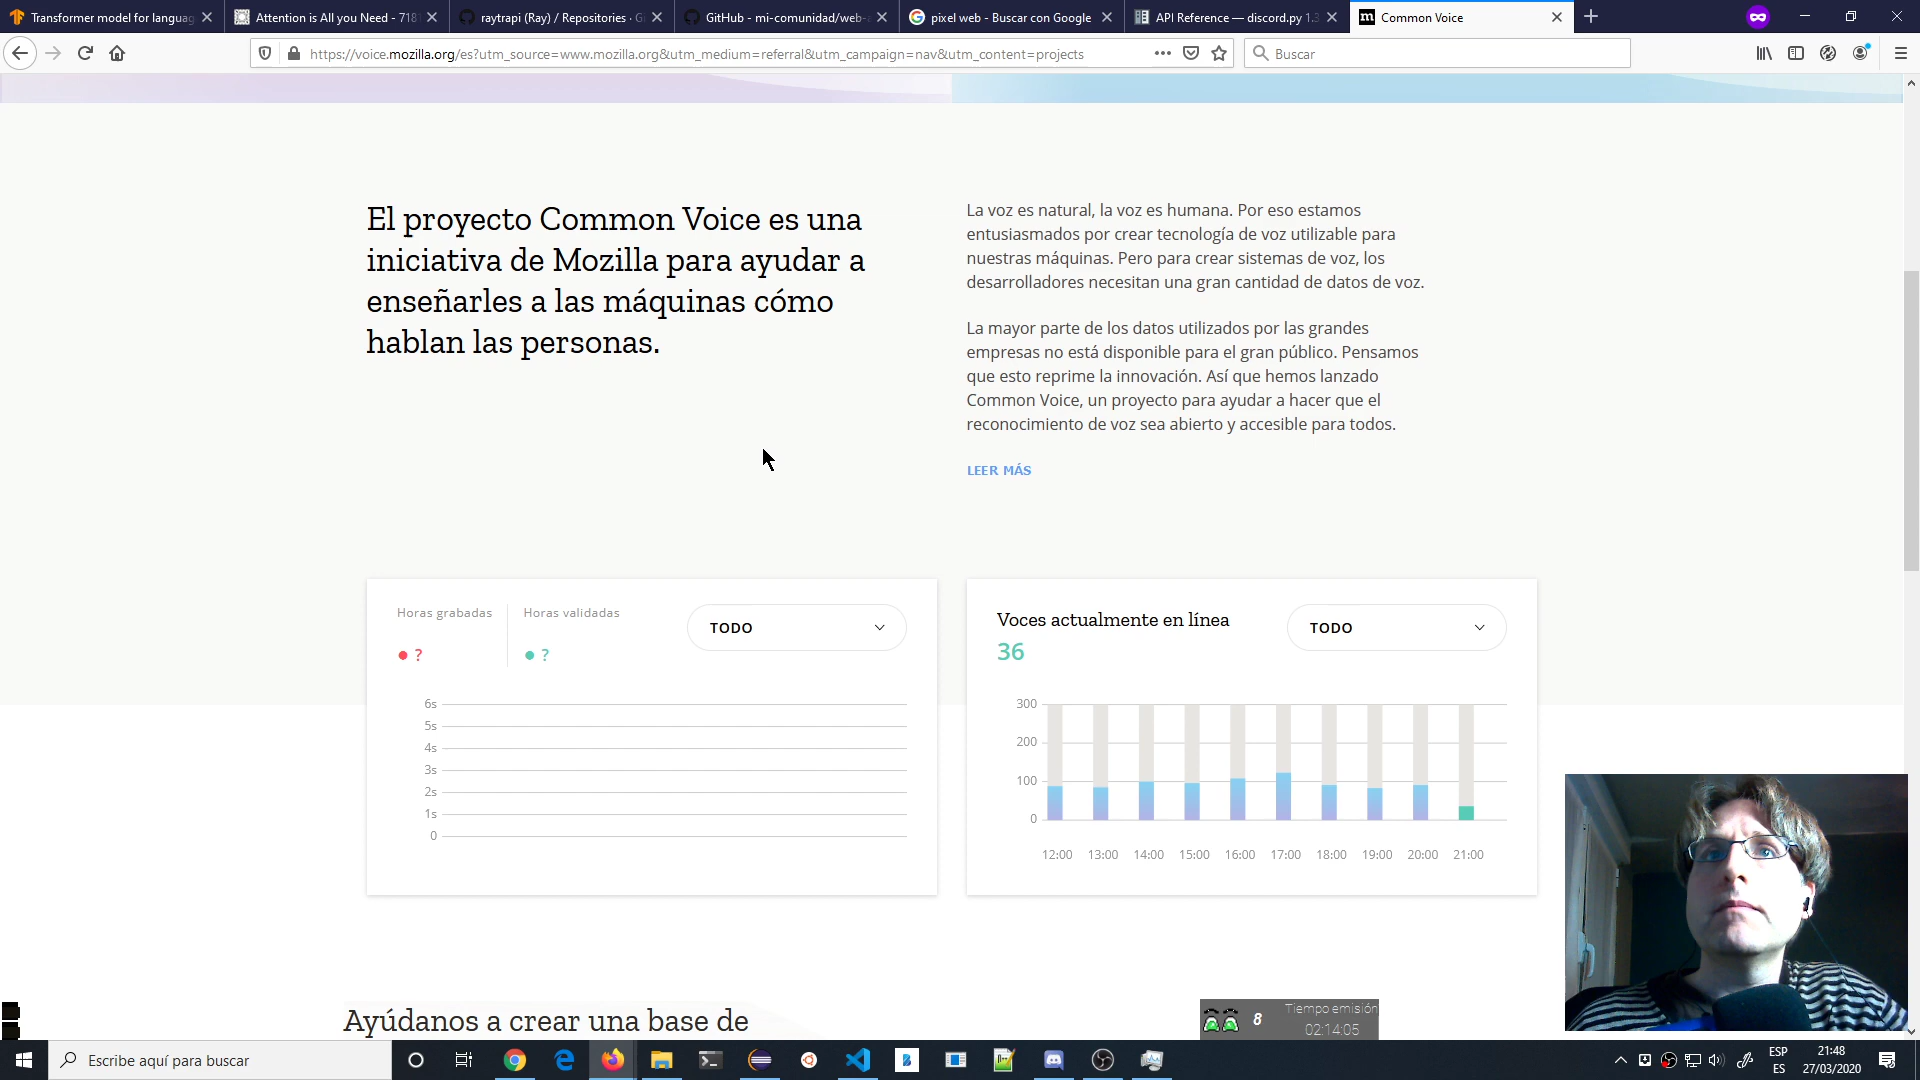 Transformer model for languag
Attention is All you Need - 718
raytrapi (Ray) / Repositories · G
GitHub - mi-comunidad/web-
pixel web - Buscar con Google
API Reference — discord.py 1.3
Common Voice
https://voice.mozilla.org/es?utm_source=www.mozilla.org&utm_medium=referral&utm_campaign=nav&utm_content=projects
Buscar
El proyecto Common Voice es una
iniciativa de Mozilla para ayudar a
enseñarles a las máquinas cómo
hablan las personas.
La voz es natural, la voz es humana. Por eso estamos
entusiasmados por crear tecnología de voz utilizable para
nuestras máquinas. Pero para crear sistemas de voz, los
desarrolladores necesitan una gran cantidad de datos de voz.
La mayor parte de los datos utilizados por las grandes
empresas no está disponible para el gran público. Pensamos
que esto reprime la innovación. Así que hemos lanzado
Common Voice, un proyecto para ayudar a hacer que el
reconocimiento de voz sea abierto y accesible para todos.
LEER MÁS
Horas grabadas
Horas validadas
TODO
?
?
6s
5s
4s
3s
2s
1s
0
Voces actualmente en línea
36
TODO
300
200
100
0
12:00 13:00 14:00 15:00 16:00 17:00 18:00 19:00 20:00 21:00
Ayúdanos a crear una base de
8
Tiempo emisión
02:14:05
Escribe aquí para buscar
ESP
ES
21:48
27/03/2020